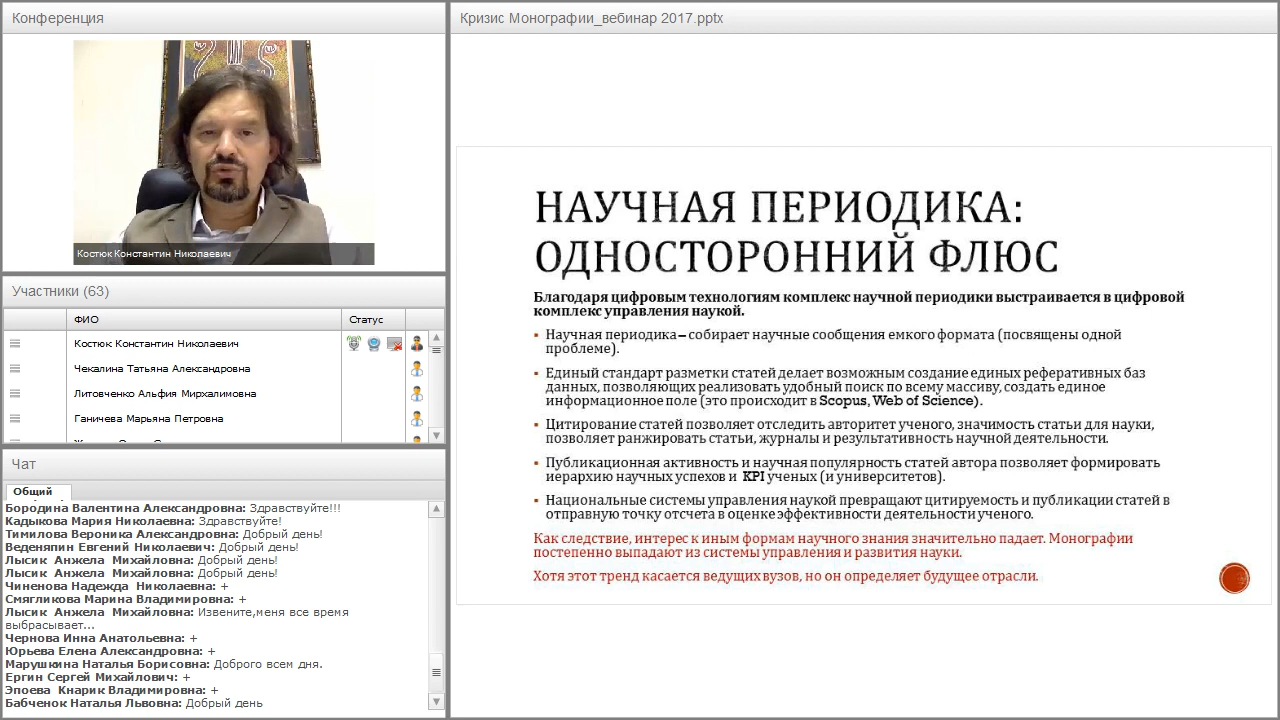 Конференция
Костюк Константин Николаевич
Участники (63)
ФИО
Статус
Костюк Константин Николаевич
Чекалина Татьяна Александровна
Литовченко Альфия Мирхалимовна
Ганичева Марьяна Петровна
Чат
Общий
Бородина Валентина Александровна: Здравствуйте!!!
Кадыкова Мария Николаевна: Здравствуйте!
Тимилова Вероника Александровна: Добрый день!
Веденяпин Евгений Николаевич: Добрый день!
Лысик Анжела Михайловна: Добрый день!
Лысик Анжела Михайловна: Добрый день!
Чиненова Надежда Николаевна: +
Смягликова Марина Владимировна: +
Лысик Анжела Михайловна: Извените,меня все время
выбрасывает...
Чернова Инна Анатольевна: +
Юрьева Елена Александровна: +
Марушкина Наталья Борисовна: Доброго всем дня.
Ергин Сергей Михайлович: +
Эпоева Кнарик Владимировна: +
Бабченок Наталья Львовна: Добрый день
Кризис Монографии_вебинар 2017.pptx
НАУЧНАЯ ПЕРИОДИКА:
ОДНОСТОРОННИЙ ФЛЮС
Благодаря цифровым технологиям комплекс научной периодики выстраивается в цифровой
комплекс управления наукой.
▪ Научная периодика – собирает научные сообщения емкого формата (посвящены одной
проблеме).
▪ Единый стандарт разметки статей делает возможным создание единых реферативных баз
данных, позволяющих реализовать удобный поиск по всему массиву, создать единое
информационное поле (это происходит в Scopus, Web of Science).
▪ Цитирование статей позволяет отследить авторитет ученого, значимость статьи для науки,
позволяет ранжировать статьи, журналы и результативность научной деятельности.
▪ Публикационная активность и научная популярность статей автора позволяет формировать
иерархию научных успехов и KPI ученых (и университетов).
▪ Национальные системы управления наукой превращают цитируемость и публикации статей в
отправную точку отсчета в оценке эффективности деятельности ученого.
Как следствие, интерес к иным формам научного знания значительно падает. Монографии
постепенно выпадают из системы управления и развития науки.
Хотя этот тренд касается ведущих вузов, но он определяет будущее отрасли.